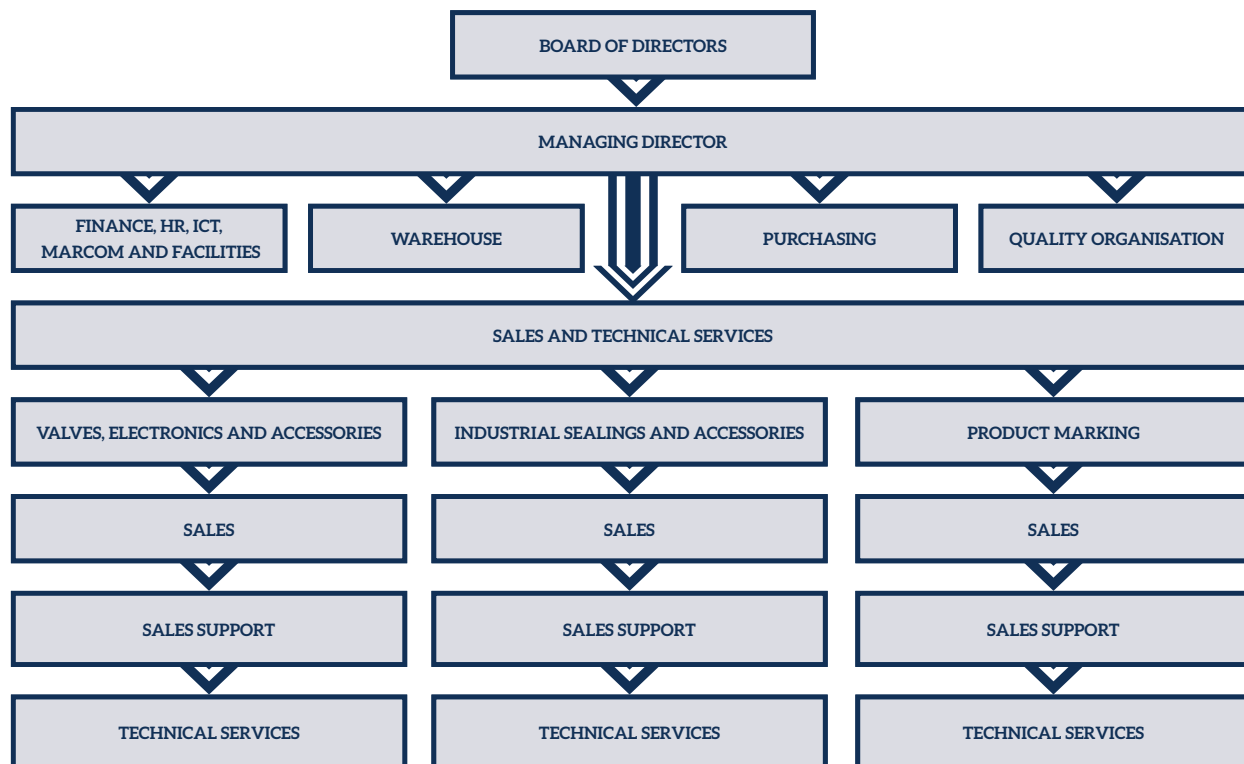 BOARD OF DIRECTORS
MANAGING DIRECTOR
FINANCE, HR, ICT,
MARCOM AND FACILITIES
WAREHOUSE
PURCHASING
QUALITY ORGANISATION
SALES AND TECHNICAL SERVICES
VALVES, ELECTRONICS AND ACCESSORIES
INDUSTRIAL SEALINGS AND ACCESSORIES
PRODUCT MARKING
SALES
SALES
SALES
SALES SUPPORT
SALES SUPPORT
SALES SUPPORT
TECHNICAL SERVICES
TECHNICAL SERVICES
TECHNICAL SERVICES